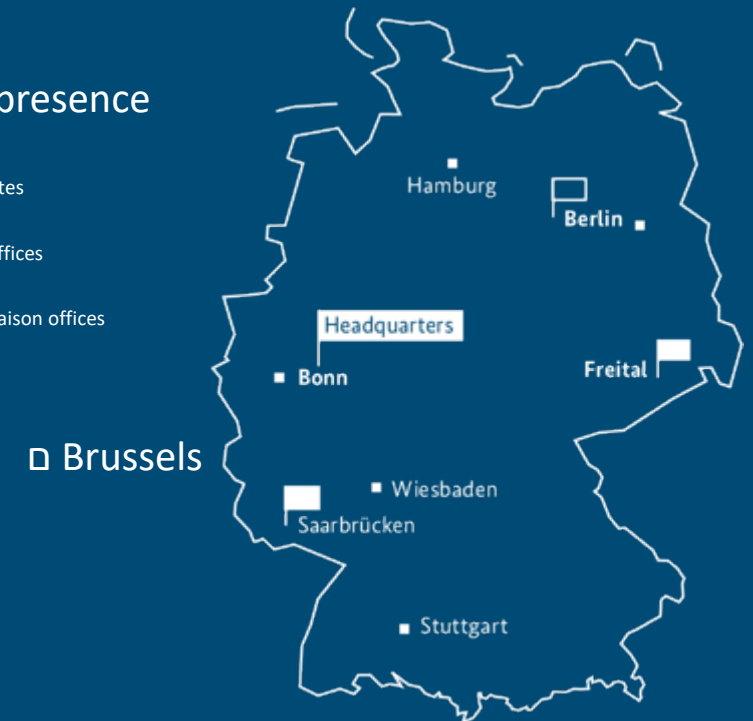 presence
tes
ffices
aison offices
Hamburg
Berlin
Headquarters
Bonn
Freital
Brussels
Wiesbaden
Saarbrücken
Stuttgart